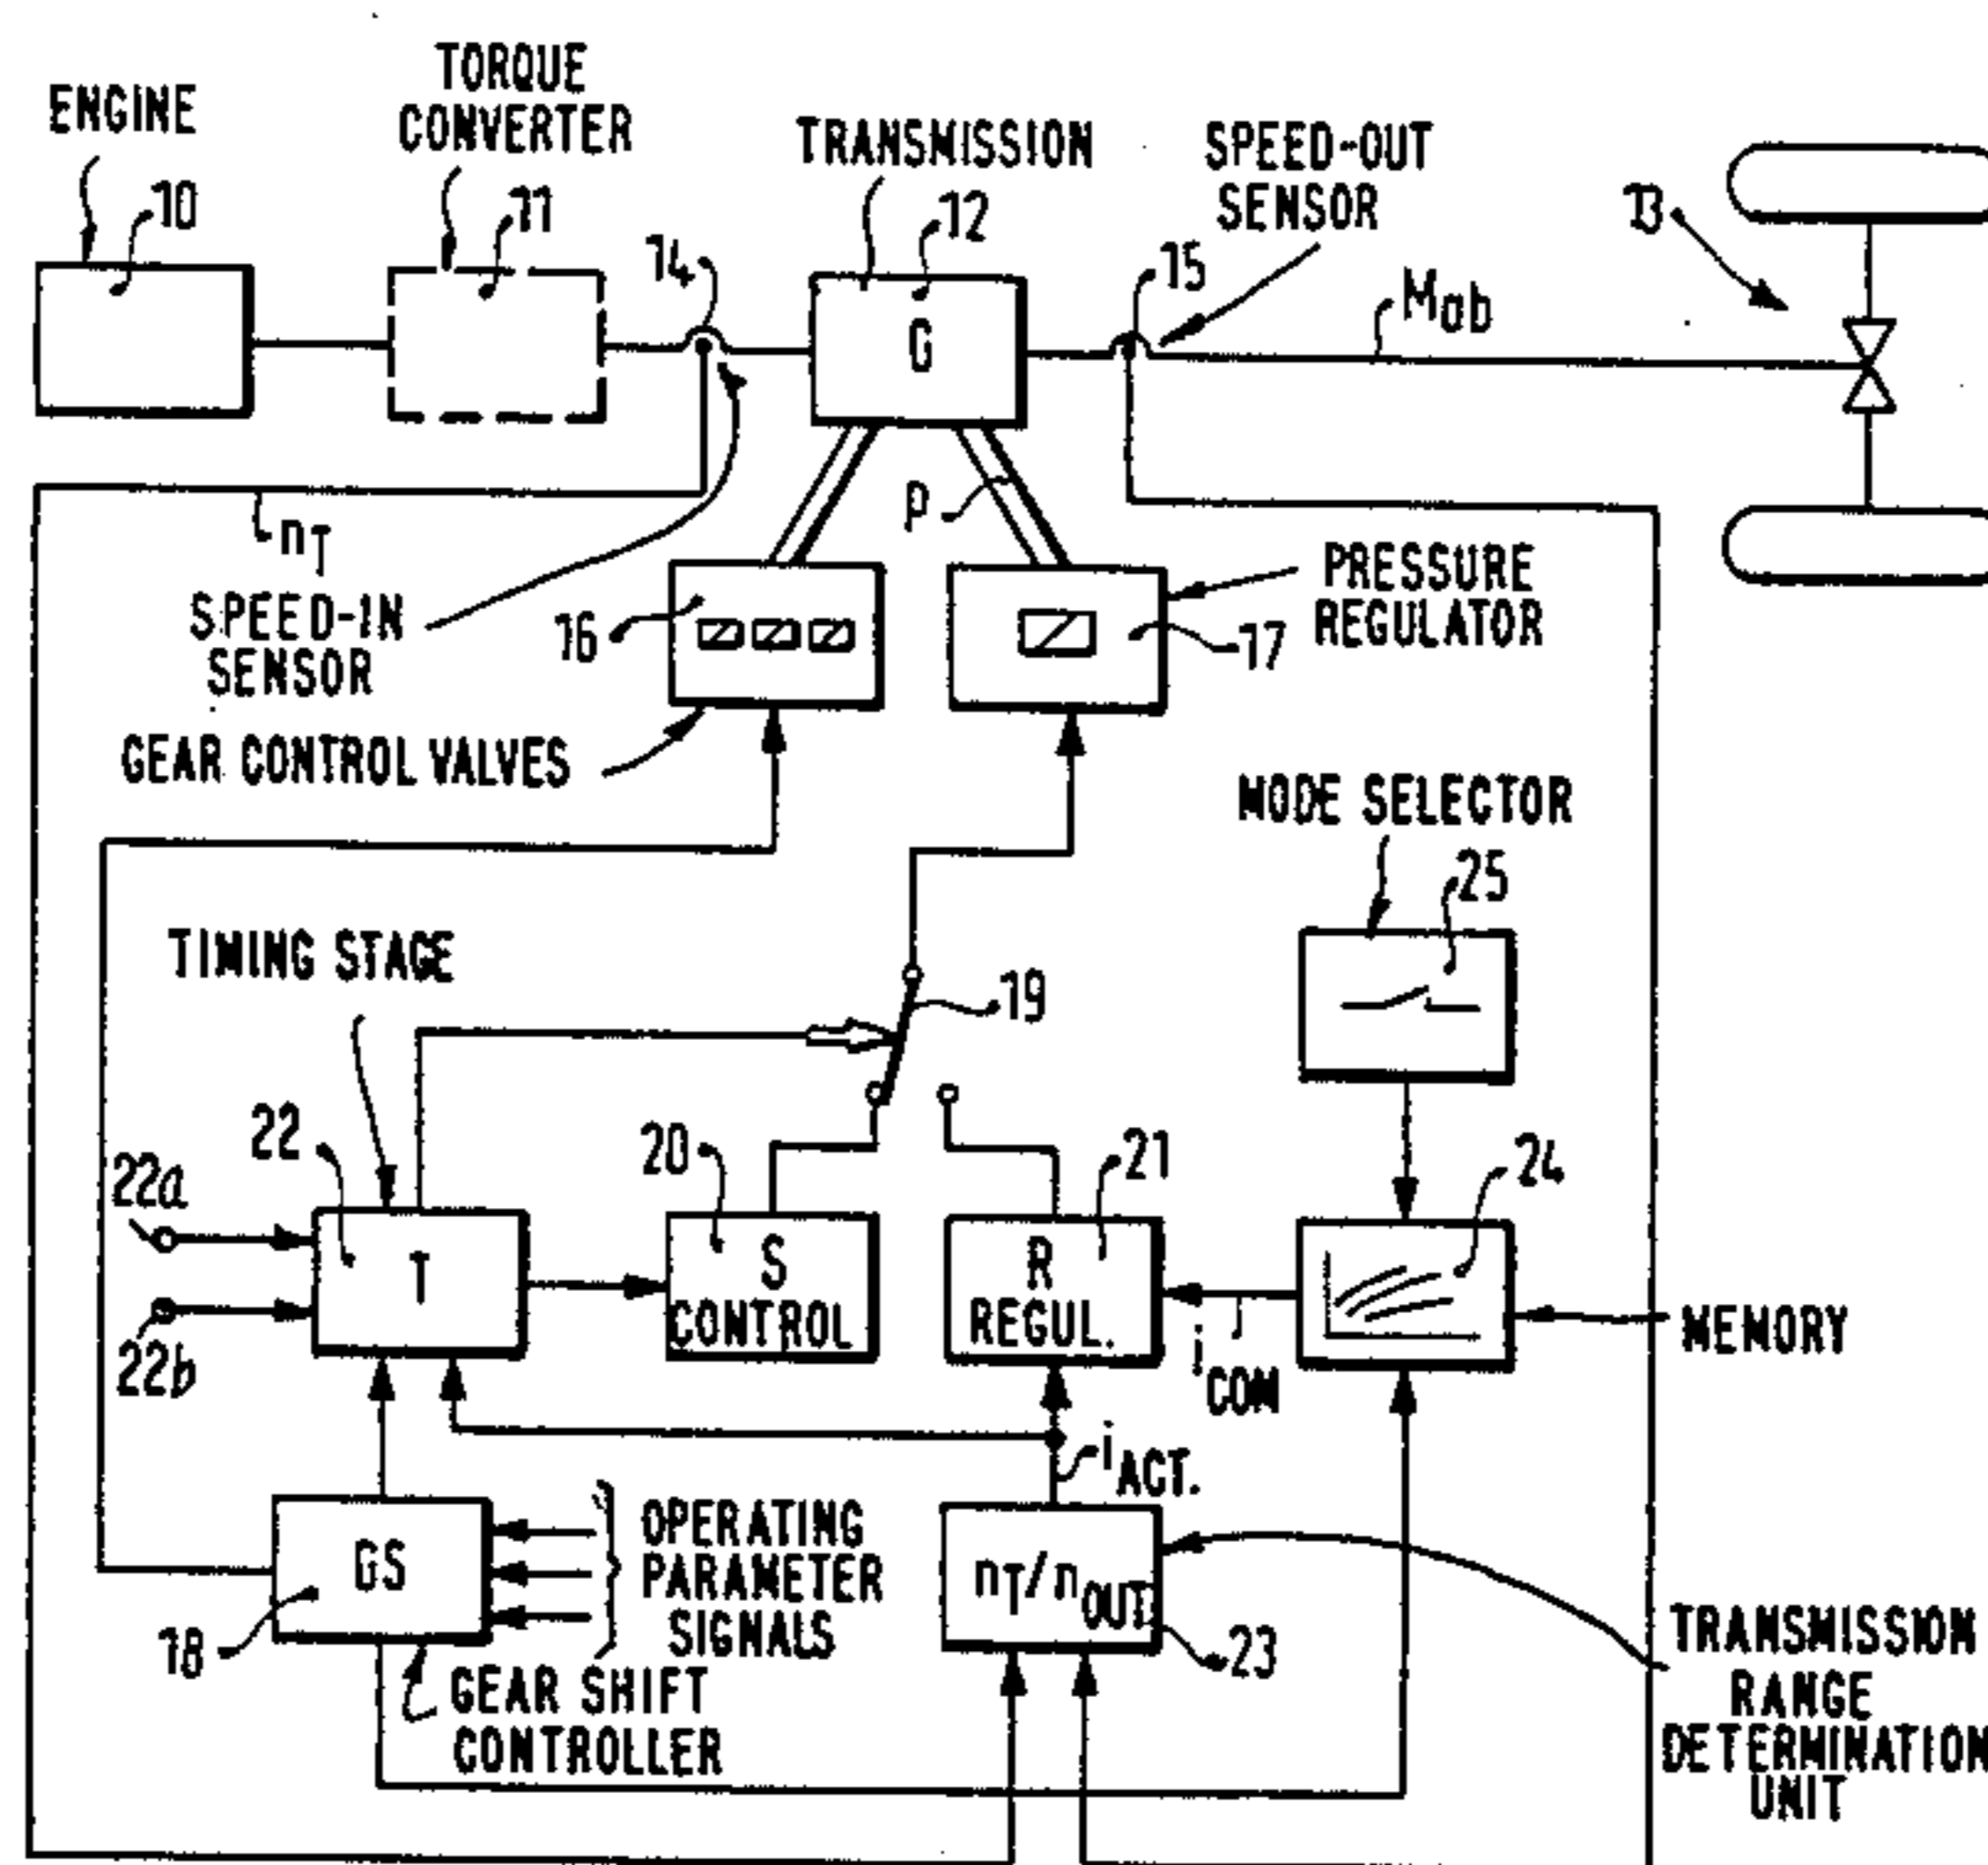 ENGINE
10
TORQUE
CONVERTER
11
14
TRANSMISSION
12
G
SPEED-OUT
SENSOR
15
Mab
13
nT
SPEED-IN
SENSOR
16
p
17
PRESSURE
REGULATOR
GEAR CONTROL VALVES
MODE SELECTOR
25
TIMING STAGE
19
22
22a
22b
T
20
S
CONTROL
21
R
REGUL.
24
MEMORY
iCOM
iACT.
GS
18
OPERATING
PARAMETER
SIGNALS
GEAR SHIFT
CONTROLLER
nT/nOUT
23
TRANSMISSION
RANGE
DETERMINATION
UNIT